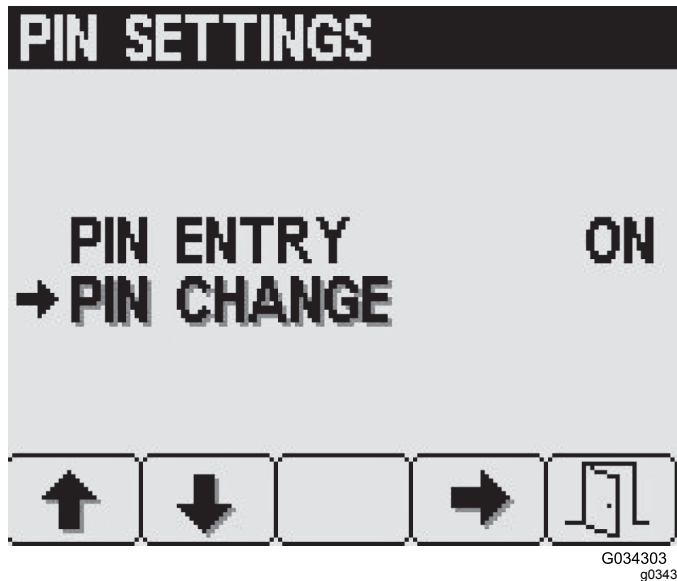 PIN SETTINGS
PIN ENTRY ON
PIN CHANGE
G034303
g0343